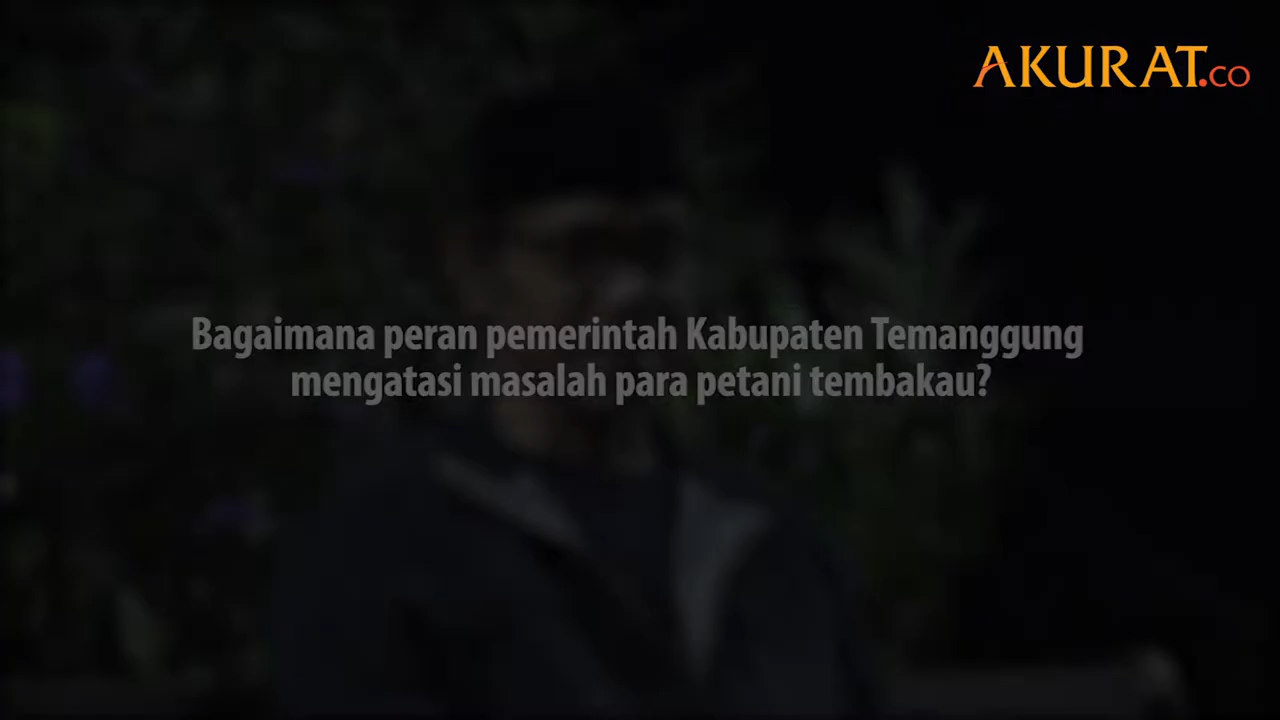 AKURAT.co
Bagaimana peran pemerintah Kabupaten Temanggung
mengatasi masalah para petani tembakau?